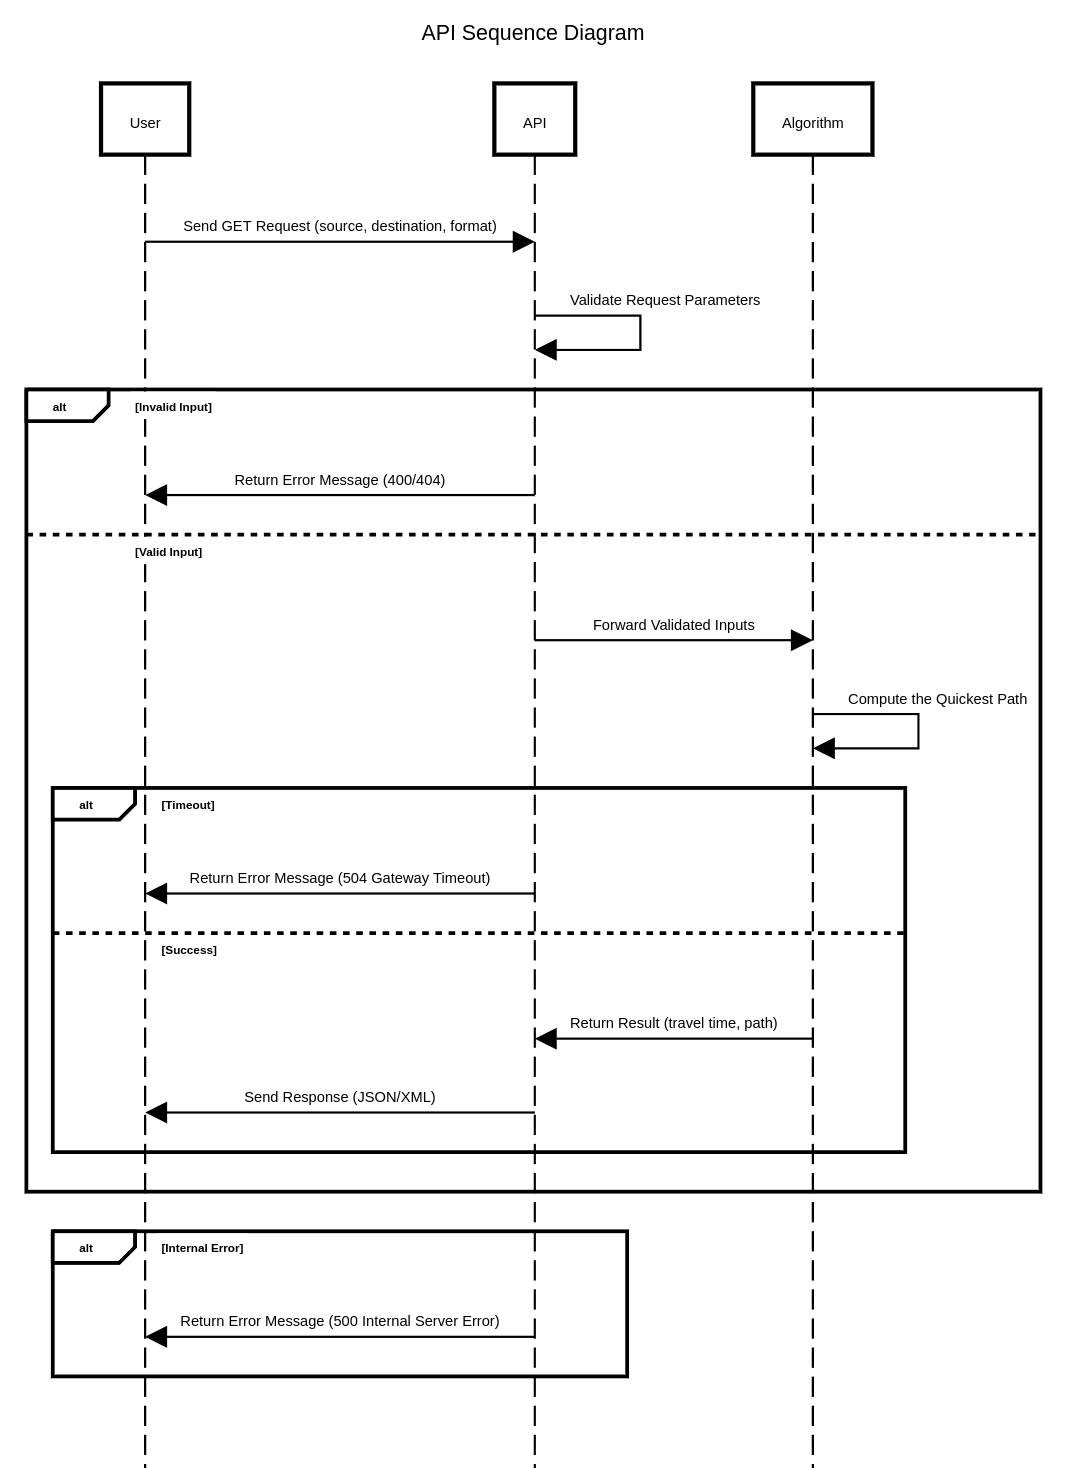 API Sequence Diagram
User
API
Algorithm
Send GET Request (source, destination, format)
Validate Request Parameters
alt
[Invalid Input]
Return Error Message (400/404)
[Valid Input]
Forward Validated Inputs
Compute the Quickest Path
alt
[Timeout]
Return Error Message (504 Gateway Timeout)
[Success]
Return Result (travel time, path)
Send Response (JSON/XML)
alt
[Internal Error]
Return Error Message (500 Internal Server Error)